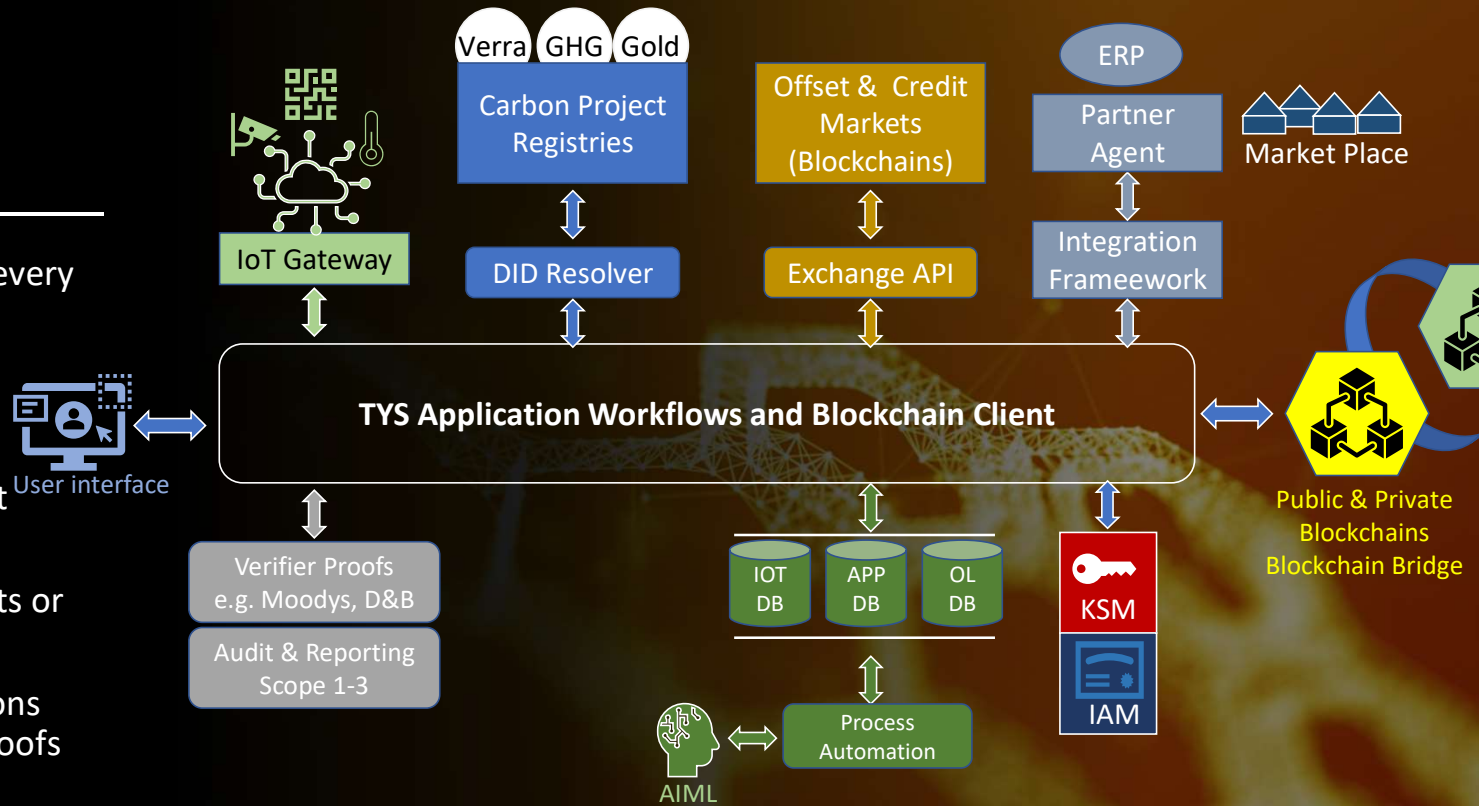 every
t
ts or
ons
oofs
Verra
GHG
Gold
Carbon Project
Registries
Offset & Credit
Markets
(Blockchains)
ERP
Partner
Agent
Market Place
IoT Gateway
DID Resolver
Exchange API
Integration
Frameework
TYS Application Workflows and Blockchain Client
User interface
Public & Private
Blockchains
Blockchain Bridge
Verifier Proofs
e.g. Moodys, D&B
Audit & Reporting
Scope 1-3
IOT
DB
APP
DB
OL
DB
KSM
IAM
Process
Automation
AIML